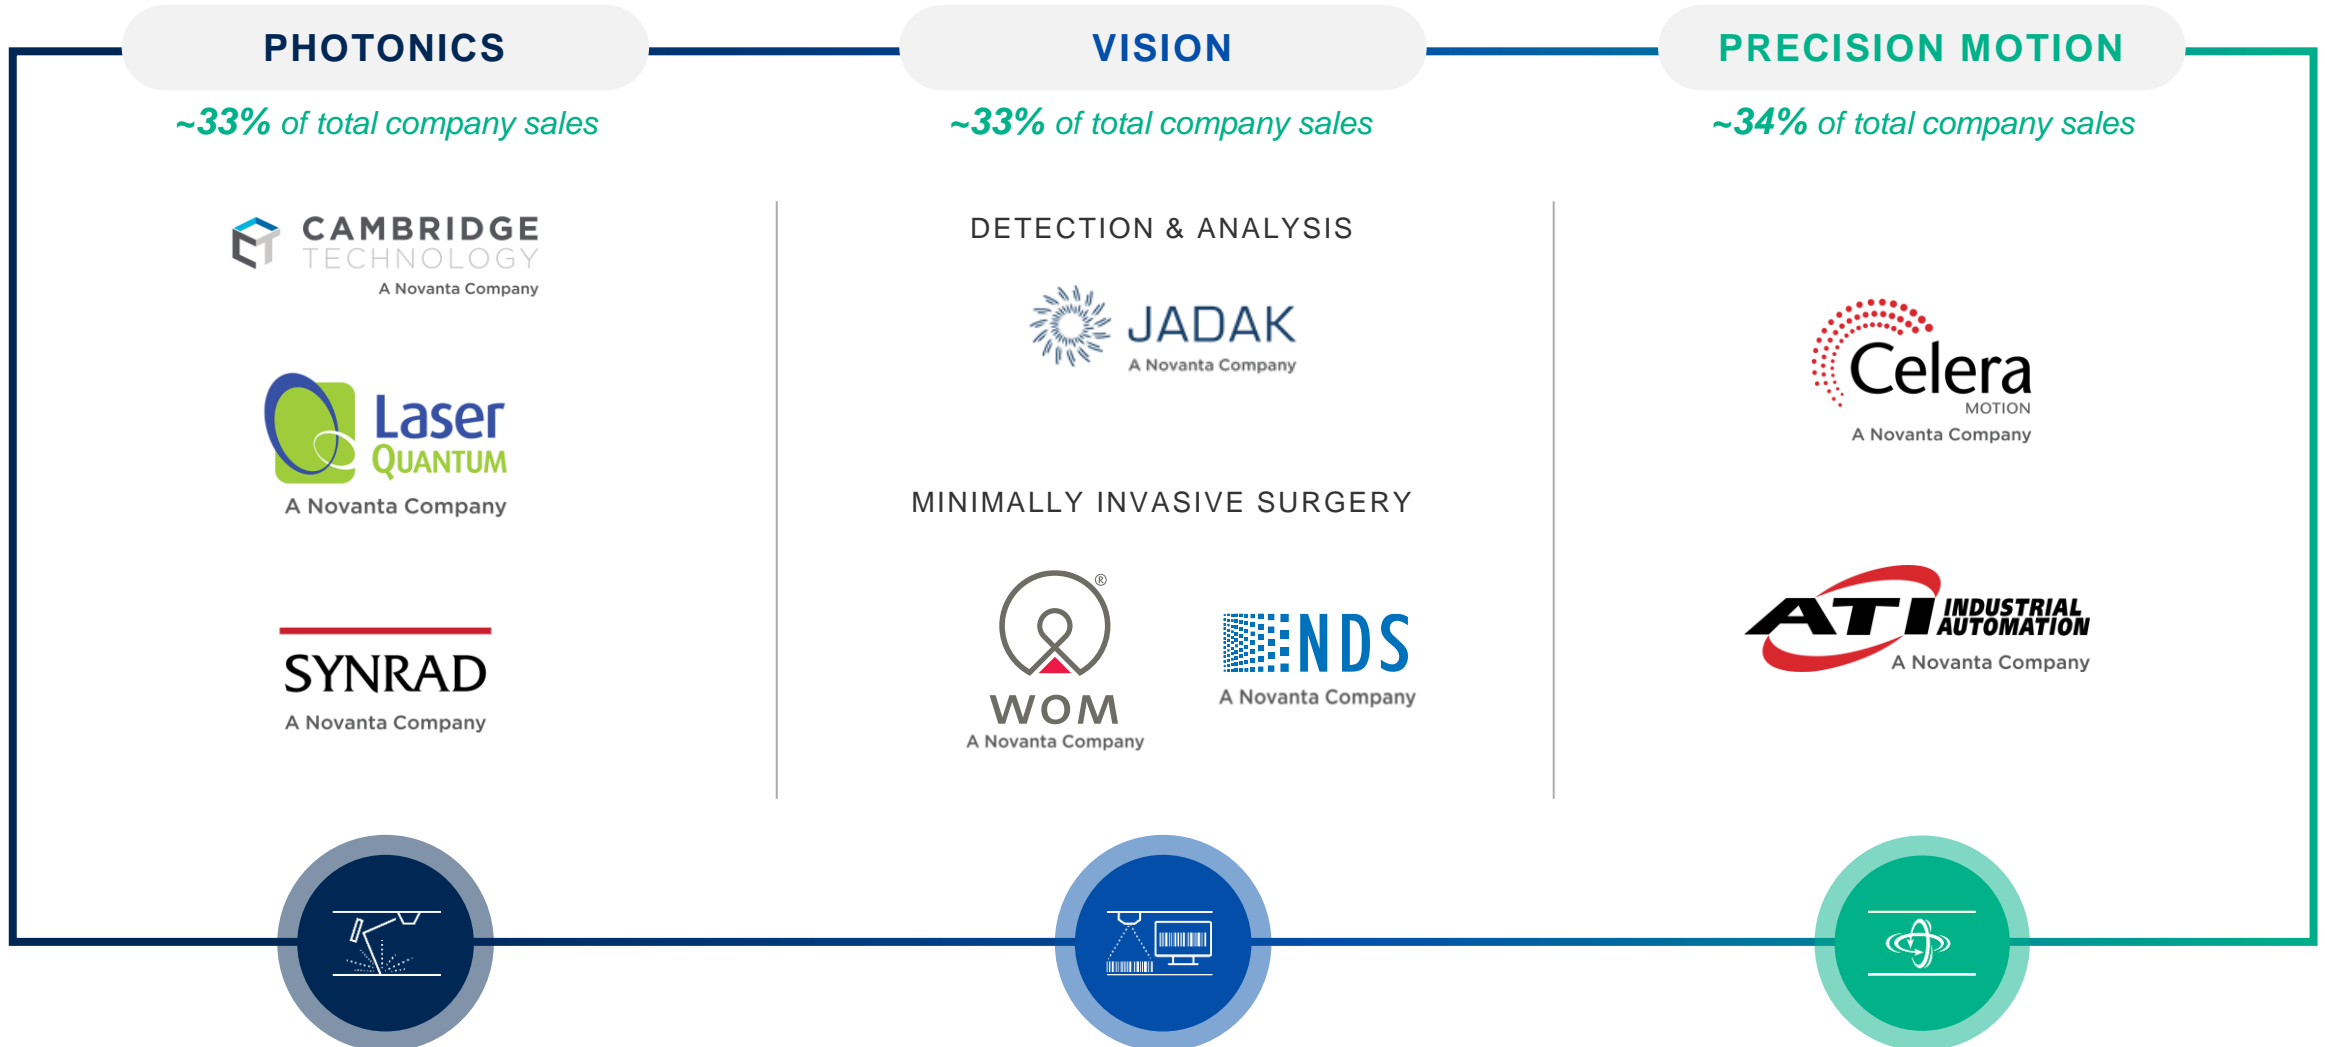 PHOTONICS
~33% of total company sales
CAMBRIDGE
TECHNOLOGY
A Novanta Company
Laser
QUANTUM
A Novanta Company
SYNRAD
A Novanta Company
VISION
~33% of total company sales
DETECTION & ANALYSIS
JADAK
A Novanta Company
MINIMALLY INVASIVE SURGERY
®
WOM
A Novanta Company
NDS
A Novanta Company
PRECISION MOTION
~34% of total company sales
Celera
MOTION
A Novanta Company
ATI INDUSTRIAL
AUTOMATION
A Novanta Company